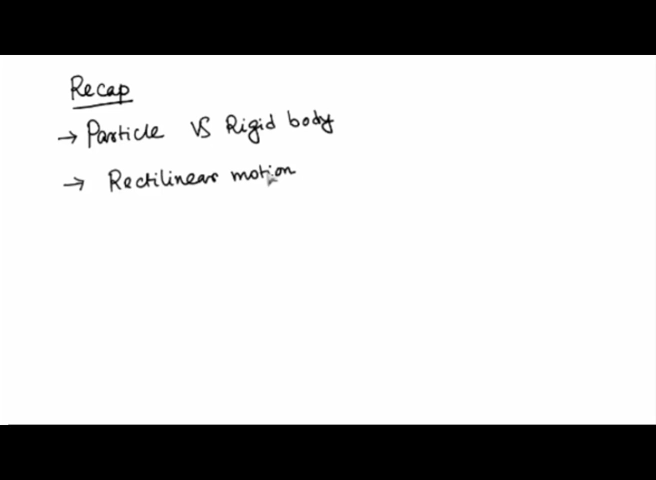 Recap
→ Particle VS Rigid body
→ Rectilinear motion